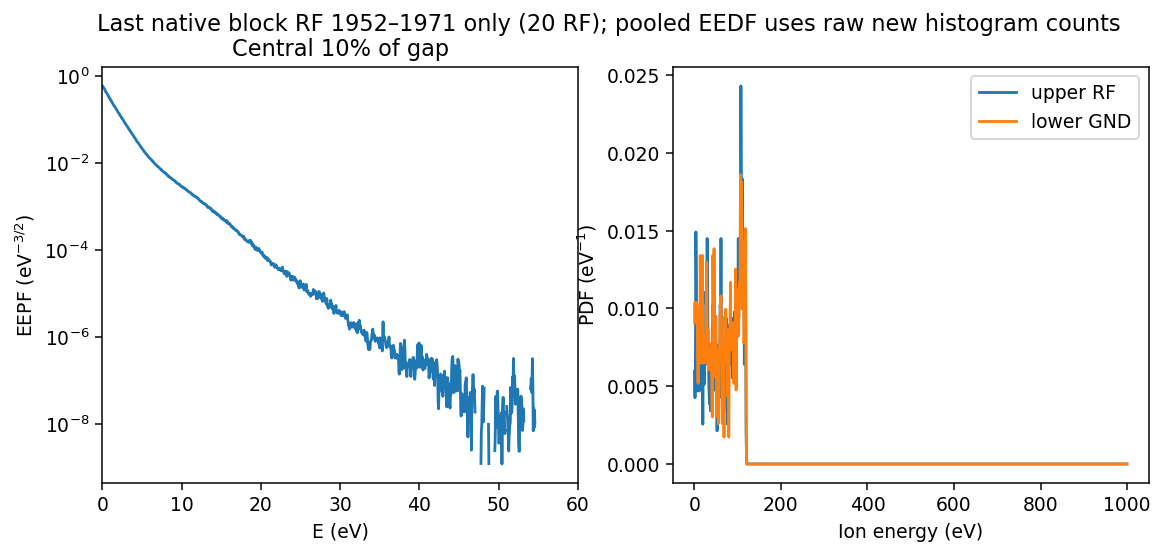 Last native block RF 1952–1971 only (20 RF); pooled EEDF uses raw new histogram counts
Central 10% of gap
EEPF (eV⁻³/²)
10⁰
10⁻²
10⁻⁴
10⁻⁶
10⁻⁸
0 10 20 30 40 50 60
E (eV)
PDF (eV⁻¹)
0.025
0.020
0.015
0.010
0.005
0.000
0 200 400 600 800 1000
Ion energy (eV)
upper RF
lower GND